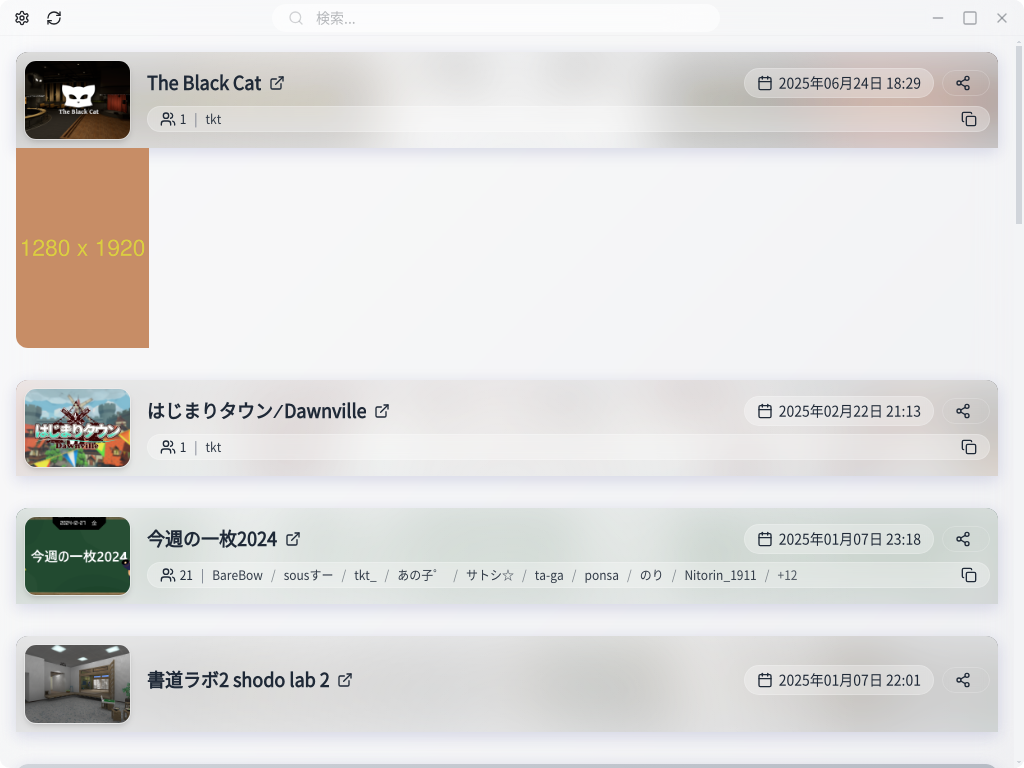 検索...
The Black Cat
2025年06月24日 18:29
The Black Cat
1 | tkt
1280 x 1920
はじまりタウン⁄Dawnville
2025年02月22日 21:13
はじまりタウン
Dawnville
1 | tkt
今週の一枚2024
2025年01月07日 23:18
2024-12-27
今週の一枚2024
21 | BareBow / sousすー / tkt_ / あの子゜ / サトシ☆ / ta-ga / ponsa / のり / Nitorin_1911 / +12
書道ラボ2 shodo lab 2
2025年01月07日 22:01